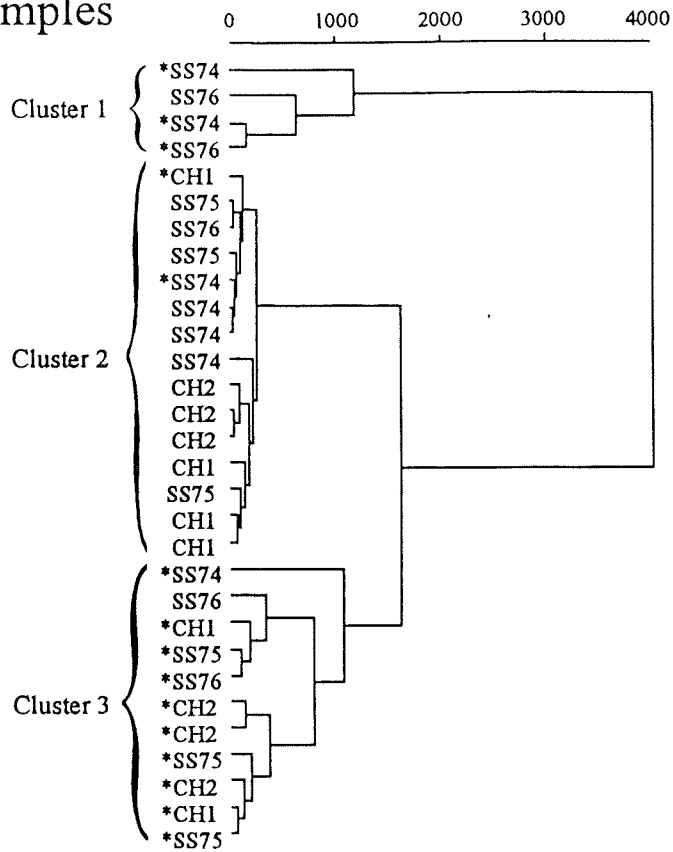 mples
0 1000 2000 3000 4000
*SS74
SS76
Cluster 1
*SS74
*SS76
*CH1
SS75
SS76
SS75
*SS74
SS74
SS74
Cluster 2
SS74
CH2
CH2
CH2
CH1
SS75
CH1
CH1
*SS74
SS76
*CH1
*SS75
*SS76
Cluster 3
*CH2
*CH2
*SS75
*CH2
*CH1
*SS75